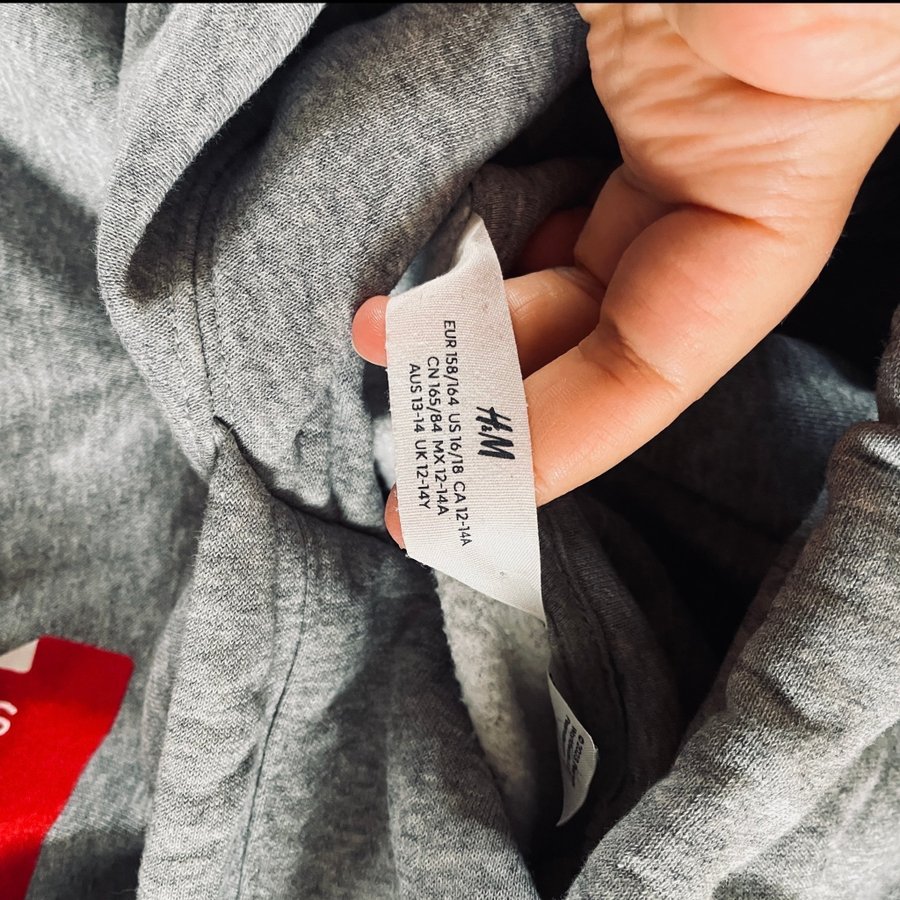 H&M
EUR 158/164 US 16/18 CA 12-14A
CN 165/84 MX 12-14A
AUS 13-14 UK 12-14Y
S